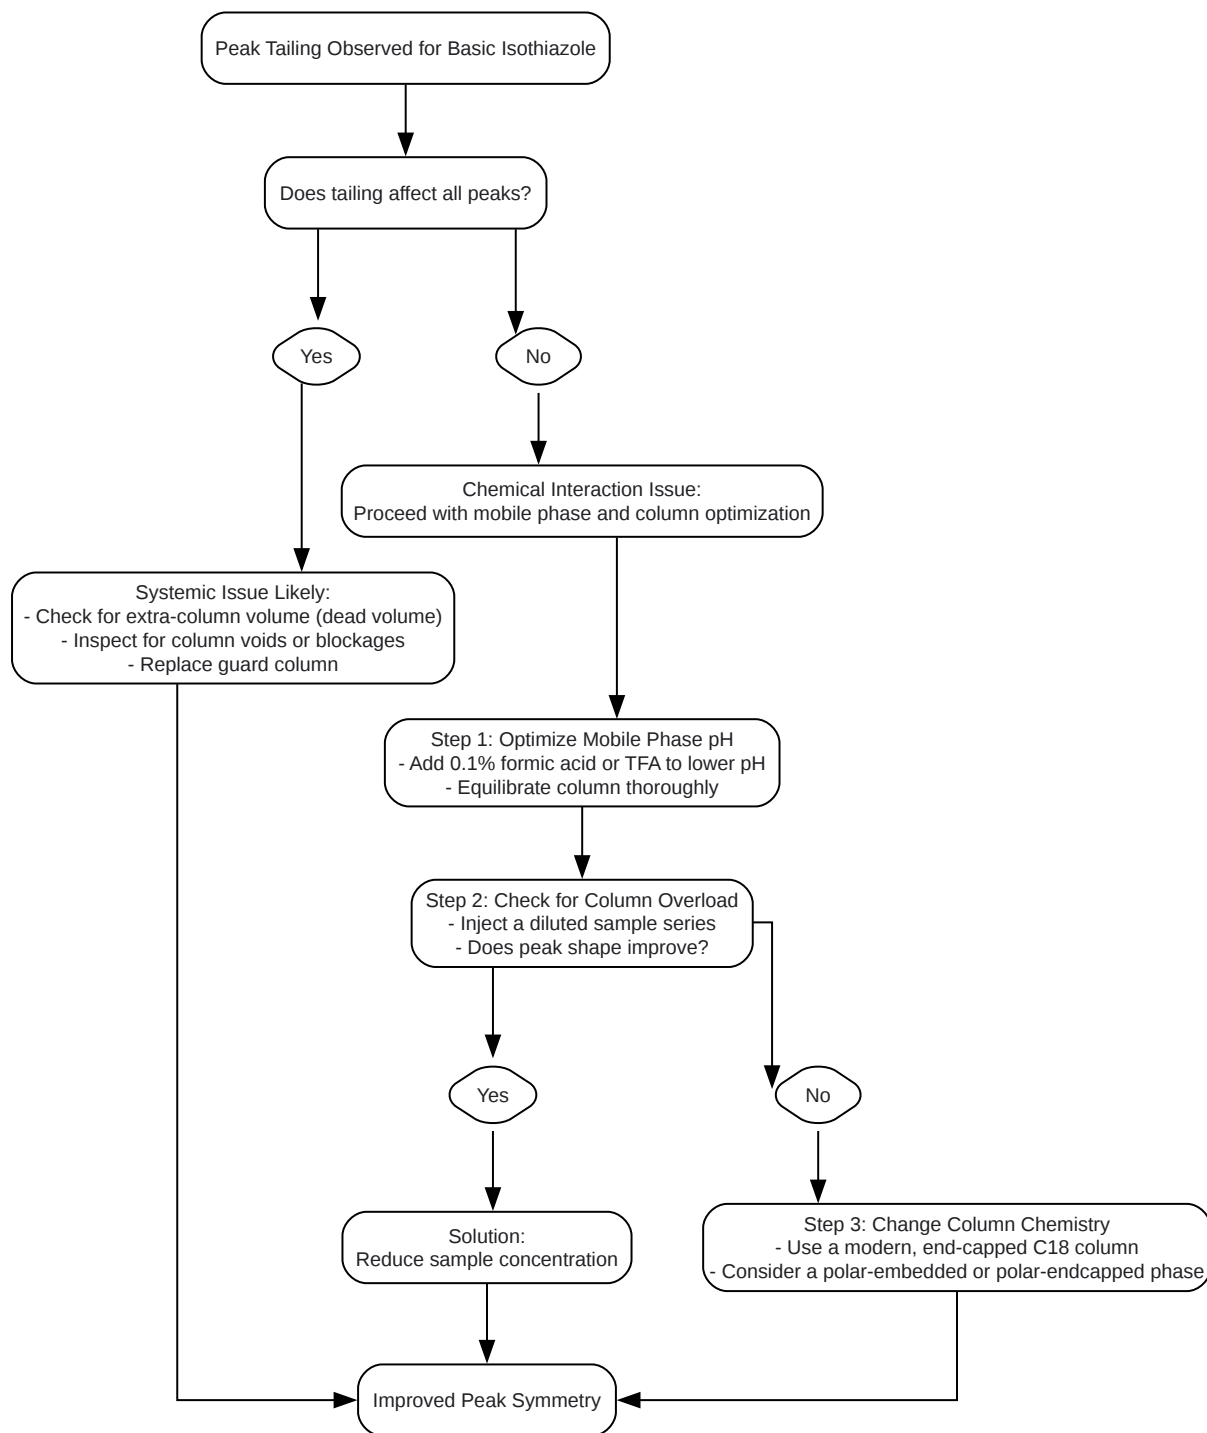 Peak Tailing Observed for Basic Isothiazole
Does tailing affect all peaks?
Yes
No
Chemical Interaction Issue:
Proceed with mobile phase and column optimization
Systemic Issue Likely:
- Check for extra-column volume (dead volume)
- Inspect for column voids or blockages
- Replace guard column
Step 1: Optimize Mobile Phase pH
- Add 0.1% formic acid or TFA to lower pH
- Equilibrate column thoroughly
Step 2: Check for Column Overload
- Inject a diluted sample series
- Does peak shape improve?
Yes
No
Solution:
Reduce sample concentration
Step 3: Change Column Chemistry
- Use a modern, end-capped C18 column
- Consider a polar-embedded or polar-endcapped phase
Improved Peak Symmetry